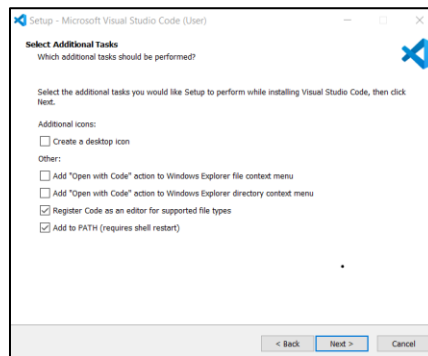 Setup - Microsoft Visual Studio Code (User)
Select Additional Tasks
Which additional tasks should be performed?
Select the additional tasks you would like Setup to perform while installing Visual Studio Code, then click
Next.
Additional icons:
Create a desktop icon
Other:
Add "Open with Code" action to Windows Explorer file context menu
Add "Open with Code" action to Windows Explorer directory context menu
Register Code as an editor for supported file types
Add to PATH (requires shell restart)
< Back Next > Cancel